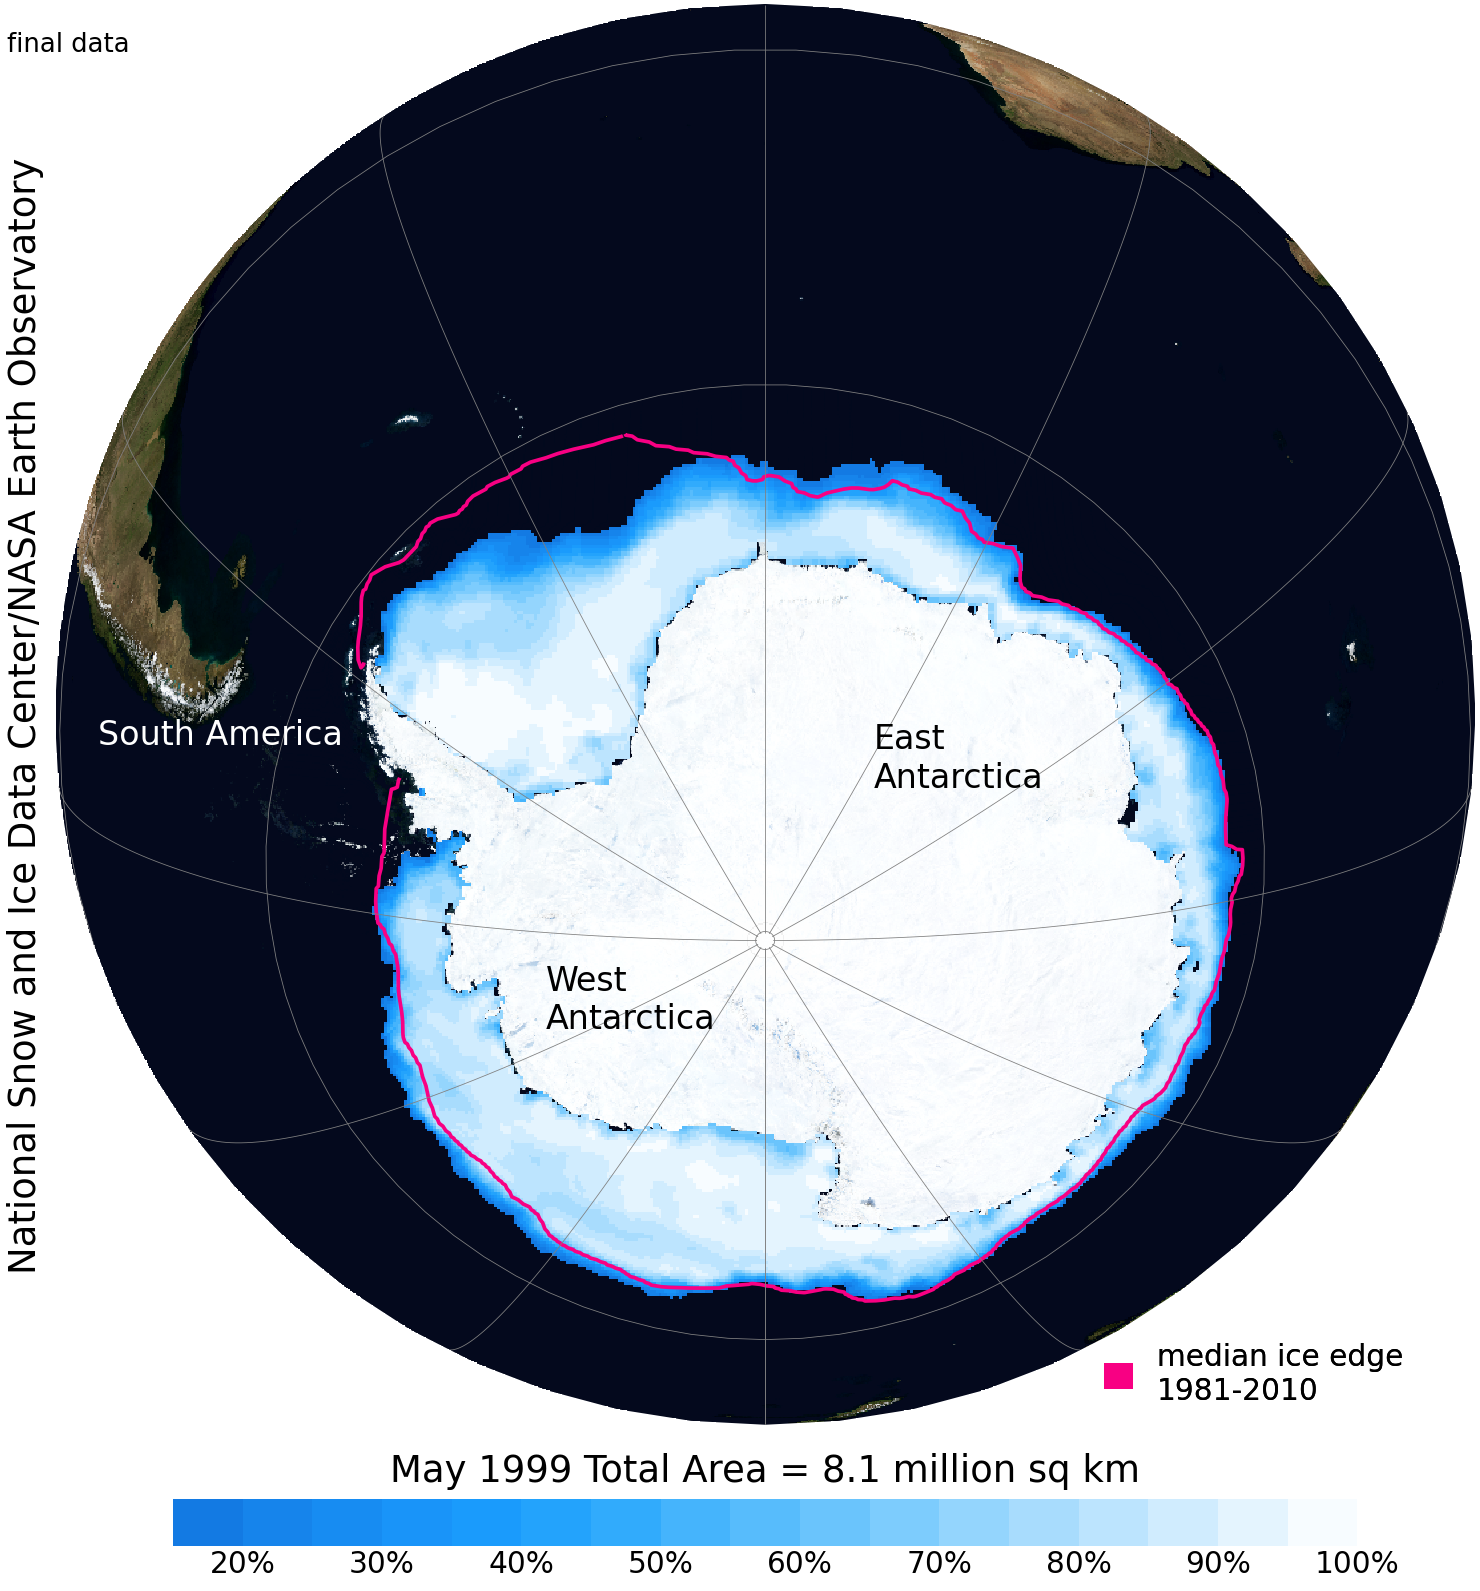 final data
National Snow and Ice Data Center/NASA Earth Observatory
South America
East
Antarctica
West
Antarctica
median ice edge
1981-2010
May 1999 Total Area = 8.1 million sq km
20% 30% 40% 50% 60% 70% 80% 90% 100%